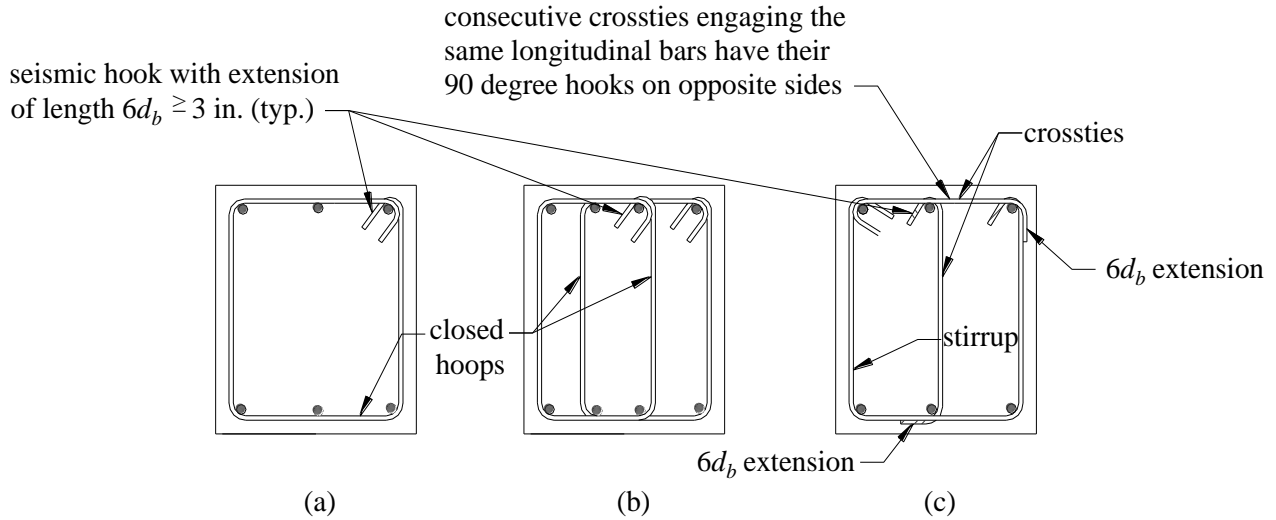 consecutive crossties engaging the
same longitudinal bars have their
90 degree hooks on opposite sides
seismic hook with extension
of length 6d_b ≥ 3 in. (typ.)
crossties
6d_b extension
closed
hoops
stirrup
6d_b extension
(a)
(b)
(c)